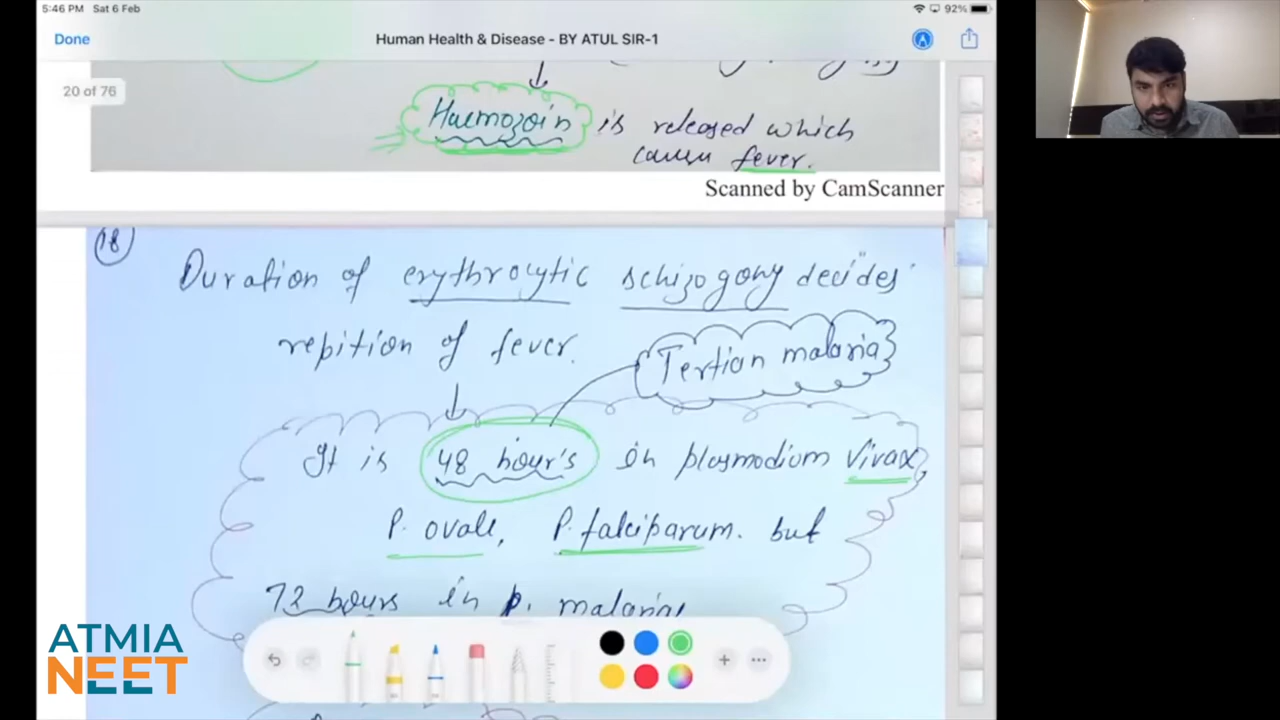 5:46 PM Sat 6 Feb
92%
Done
Human Health & Disease - BY ATUL SIR-1
20 of 76
Haemozoin is released which
causes fever.
Scanned by CamScanner
18
Duration of erythrocytic schizogony decides
repition of fever.
Tertian malaria
It is 48 hour's in plasmodium vivax,
P. ovale, P. falciparum. but
72 hours in p. malariae
ATMIA
NEET